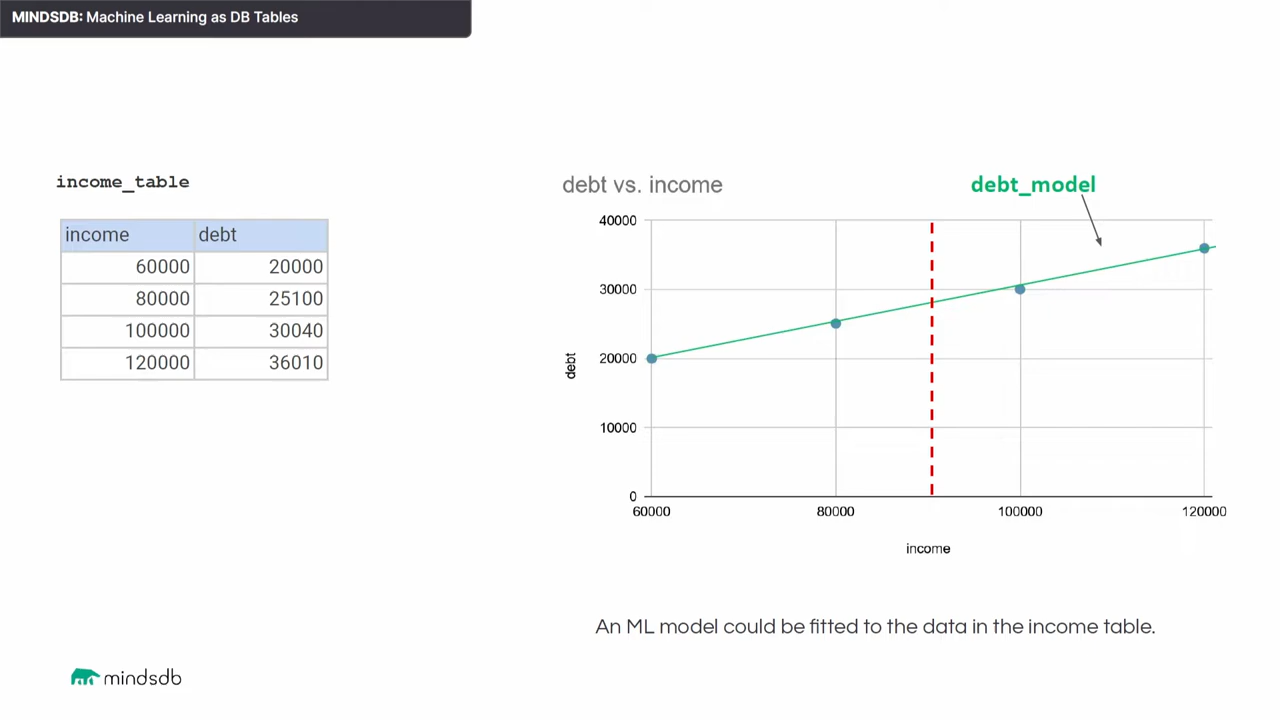 MINDSDB: Machine Learning as DB Tables
income_table
income debt
60000 20000
80000 25100
100000 30040
120000 36010
debt vs. income
debt_model
40000
30000
20000
10000
0
debt
60000 80000 100000 120000
income
An ML model could be fitted to the data in the income table.
mindsdb